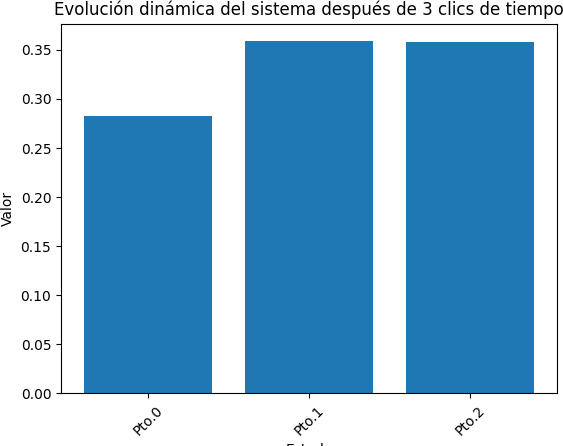 Evolución dinámica del sistema después de 3 clics de tiempo
Valor
0.35
0.30
0.25
0.20
0.15
0.10
0.05
0.00
Pto.0
Pto.1
Pto.2